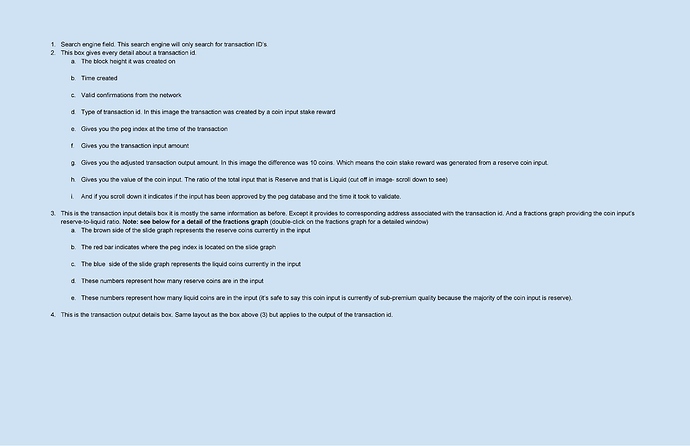 1. Search engine field. This search engine will only search for transaction ID's.
2. This box gives every detail about a transaction id.
a. The block height it was created on
b. Time created
c. Valid confirmations from the network
d. Type of transaction id. In this image the transaction was created by a coin input stake reward
e. Gives you the peg index at the time of the transaction
f. Gives you the transaction input amount
g. Gives you the adjusted transaction output amount. In this image the difference was 10 coins. Which means the coin stake reward was generated from a reserve coin input.
h. Gives you the value of the coin input. The ratio of the total input that is Reserve and that is Liquid (cut off in image- scroll down to see)
i. And if you scroll down it indicates if the input has been approved by the peg database and the time it took to validate.
3. This is the transaction input details box it is mostly the same information as before. Except it provides to corresponding address associated with the transaction id. And a fractions graph providing the coin input's
reserve-to-liquid ratio. Note: see below for a detail of the fractions graph (double-click on the fractions graph for a detailed window)
a. The brown side of the slide graph represents the reserve coins currently in the input
b. The red bar indicates where the peg index is located on the slide graph
c. The blue side of the slide graph represents the liquid coins currently in the input
d. These numbers represent how many reserve coins are in the input
e. These numbers represent how many liquid coins are in the input (it's safe to say this coin input is currently of sub-premium quality because the majority of the coin input is reserve).
4. This is the transaction output details box. Same layout as the box above (3) but applies to the output of the transaction id.